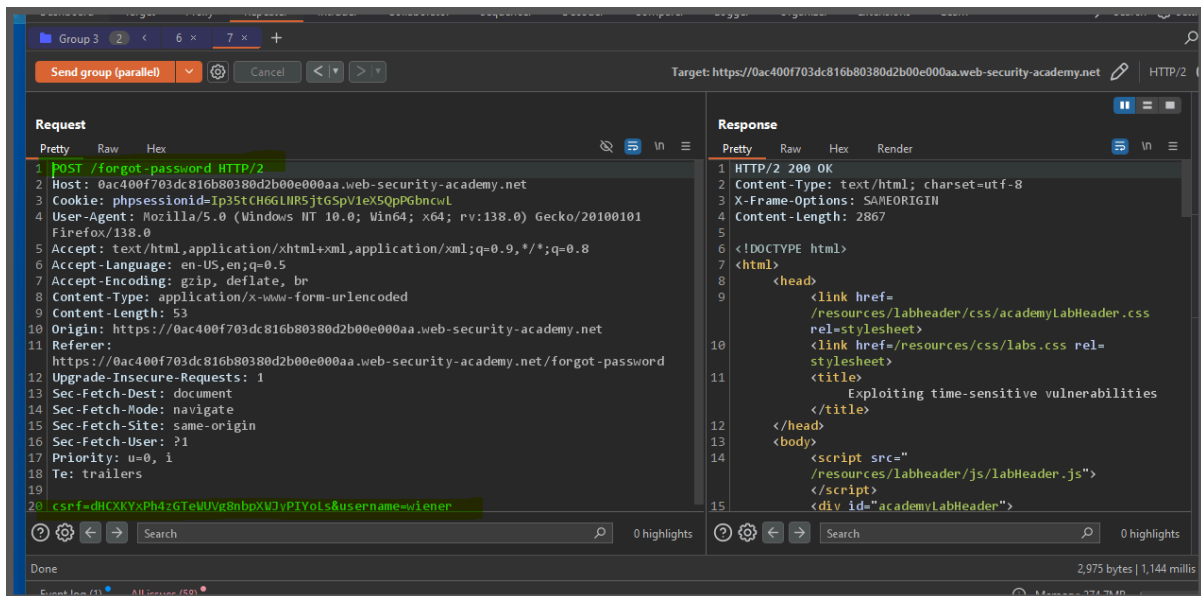 Group 3 2 < 6 × 7 × +
Send group (parallel) Cancel < > Target: https://0ac400f703dc816b80380d2b00e000aa.web-security-academy.net HTTP/2
Request
Pretty Raw Hex \n
1 POST /forgot-password HTTP/2
2 Host: 0ac400f703dc816b80380d2b00e000aa.web-security-academy.net
3 Cookie: phpsessionid=Ip35tCH6GLNR5jtGSpV1eX5QpPGbncwL
4 User-Agent: Mozilla/5.0 (Windows NT 10.0; Win64; x64; rv:138.0) Gecko/20100101
Firefox/138.0
5 Accept: text/html,application/xhtml+xml,application/xml;q=0.9,*/*;q=0.8
6 Accept-Language: en-US,en;q=0.5
7 Accept-Encoding: gzip, deflate, br
8 Content-Type: application/x-www-form-urlencoded
9 Content-Length: 53
10 Origin: https://0ac400f703dc816b80380d2b00e000aa.web-security-academy.net
11 Referer:
https://0ac400f703dc816b80380d2b00e000aa.web-security-academy.net/forgot-password
12 Upgrade-Insecure-Requests: 1
13 Sec-Fetch-Dest: document
14 Sec-Fetch-Mode: navigate
15 Sec-Fetch-Site: same-origin
16 Sec-Fetch-User: ?1
17 Priority: u=0, i
18 Te: trailers
19
20 csrf=dHCXKYxPh4zGTeWUVg8nbpXWJyPIYoLs&username=wiener
Search 0 highlights
Response
Pretty Raw Hex Render \n
1 HTTP/2 200 OK
2 Content-Type: text/html; charset=utf-8
3 X-Frame-Options: SAMEORIGIN
4 Content-Length: 2867
5
6 <!DOCTYPE html>
7 <html>
8 <head>
9 <link href=
/resources/labheader/css/academyLabHeader.css
rel=stylesheet>
10 <link href=/resources/css/labs.css rel=
stylesheet>
11 <title>
Exploiting time-sensitive vulnerabilities
</title>
12 </head>
13 <body>
14 <script src="
/resources/labheader/js/labHeader.js">
</script>
15 <div id="academyLabHeader">
Search 0 highlights
Done 2,975 bytes | 1,144 millis
Event log (1) All issues (58)